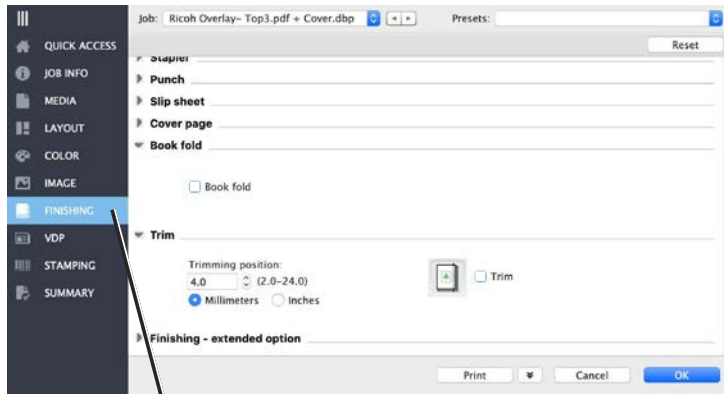 Job: Ricoh Overlay- Top3.pdf + Cover.dbp Presets:
Reset
QUICK ACCESS
JOB INFO
MEDIA
LAYOUT
COLOR
IMAGE
FINISHING
VDP
STAMPING
SUMMARY
Stapler
Punch
Slip sheet
Cover page
Book fold
Book fold
Trim
Trimming position:
4.0 (2.0-24.0)
Millimeters Inches
Trim
Finishing - extended option
Print Cancel OK